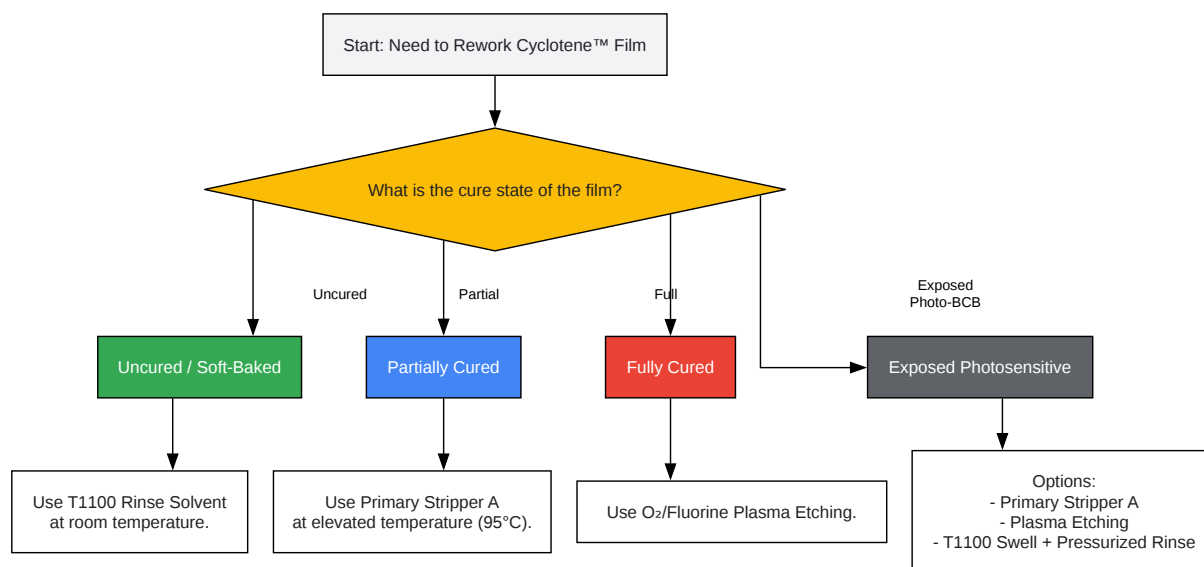 Start: Need to Rework Cyclotene™ Film
What is the cure state of the film?
Uncured
Partial
Full
Exposed
Photo-BCB
Uncured / Soft-Baked
Partially Cured
Fully Cured
Exposed Photosensitive
Use T1100 Rinse Solvent
at room temperature.
Use Primary Stripper A
at elevated temperature (95°C).
Use O₂/Fluorine Plasma Etching.
Options:
- Primary Stripper A
- Plasma Etching
- T1100 Swell + Pressurized Rinse